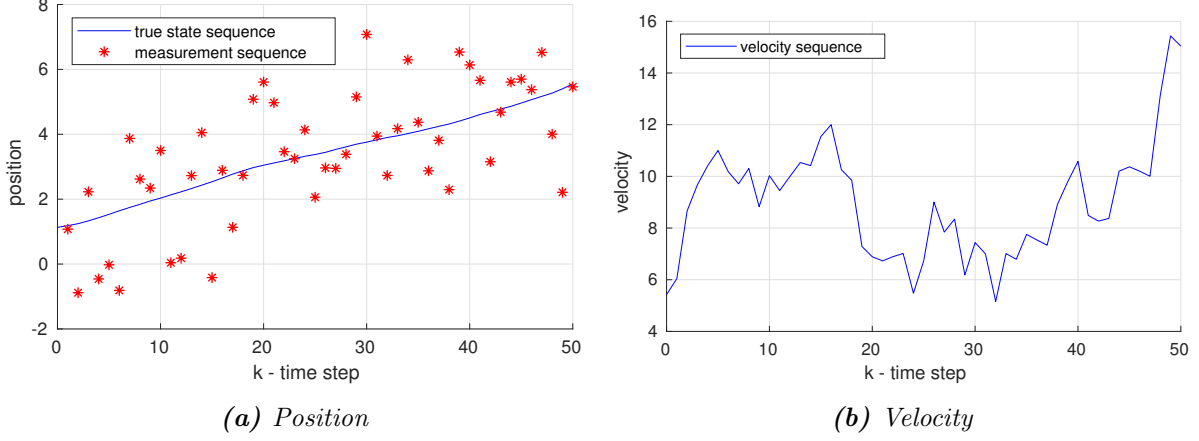 8
6
4
2
0
-2
position
true state sequence
measurement sequence
0 10 20 30 40 50
k - time step
(a) Position
16
14
12
10
8
6
4
velocity
velocity sequence
0 10 20 30 40 50
k - time step
(b) Velocity